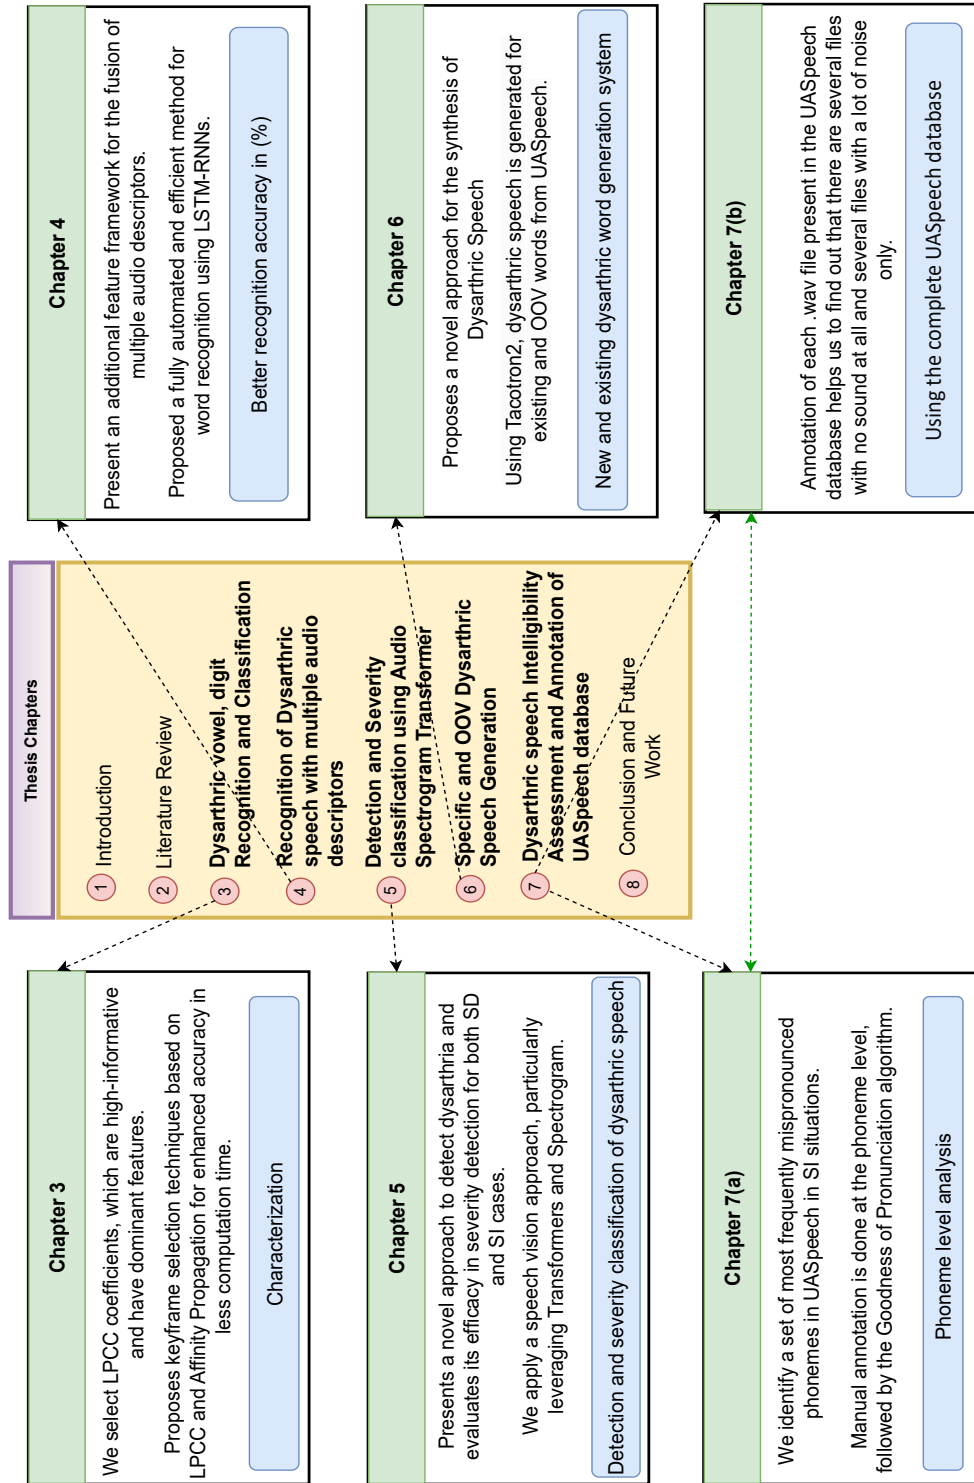 Thesis Chapters
1 Introduction
2 Literature Review
3 Dysarthric vowel, digit
Recognition and Classification
4 Recognition of Dysarthric
speech with multiple audio
descriptors
5 Detection and Severity
classification using Audio
Spectrogram Transformer
6 Specific and OOV Dysarthric
Speech Generation
7 Dysarthric speech Intelligibility
Assessment and Annotation of
UASpeech database
8 Conclusion and Future
Work
Chapter 3
We select LPCC coefficients, which are high-informative
and have dominant features.
Proposes keyframe selection techniques based on
LPCC and Affinity Propagation for enhanced accuracy in
less computation time.
Characterization
Chapter 4
Present an additional feature framework for the fusion of
multiple audio descriptors.
Proposed a fully automated and efficient method for
word recognition using LSTM-RNNs.
Better recognition accuracy in (%)
Chapter 5
Presents a novel approach to detect dysarthria and
evaluates its efficacy in severity detection for both SD
and SI cases.
We apply a speech vision approach, particularly
leveraging Transformers and Spectrogram.
Detection and severity classification of dysarthric speech
Chapter 6
Proposes a novel approach for the synthesis of
Dysarthric Speech
Using Tacotron2, dysarthric speech is generated for
existing and OOV words from UASpeech.
New and existing dysarthric word generation system
Chapter 7(a)
We identify a set of most frequently mispronounced
phonemes in UASpeech in SI situations.
Manual annotation is done at the phoneme level,
followed by the Goodness of Pronunciation algorithm.
Phoneme level analysis
Chapter 7(b)
Annotation of each .wav file present in the UASpeech
database helps us to find out that there are several files
with no sound at all and several files with a lot of noise
only.
Using the complete UASpeech database